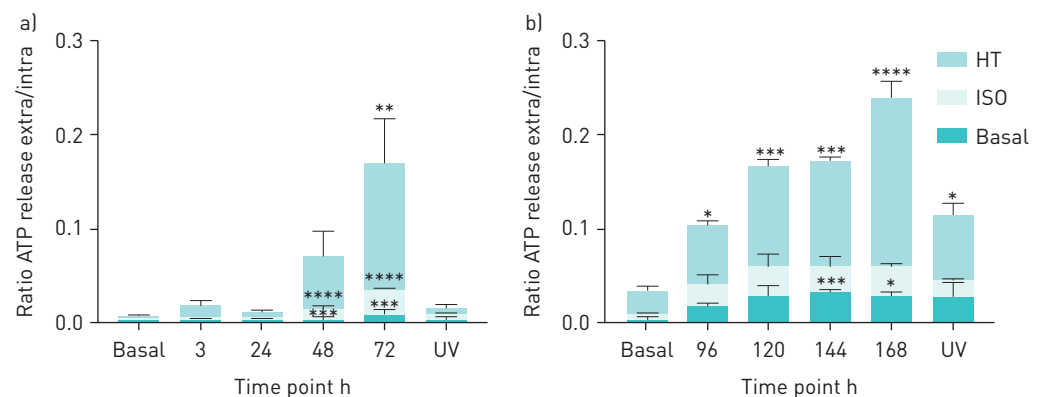 a)
Ratio ATP release extra/intra
0.3
0.2
0.1
0.0
**
****
****
***
***
Basal 3 24 48 72 UV
Time point h
b)
Ratio ATP release extra/intra
0.3
0.2
0.1
0.0
****
***
***
*
*
***
*
Basal 96 120 144 168 UV
Time point h
HT
ISO
Basal